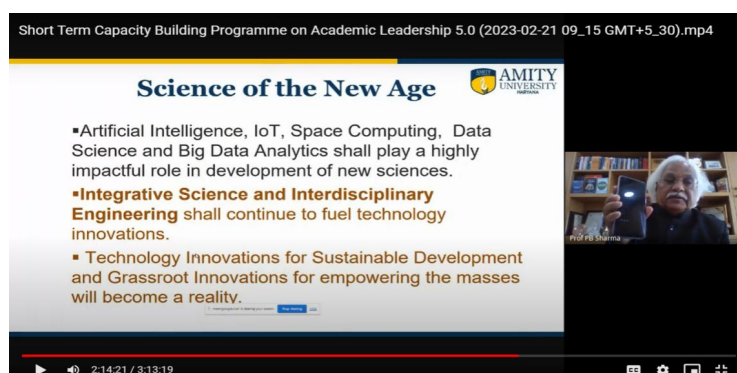 Short Term Capacity Building Programme on Academic Leadership 5.0 (2023-02-21 09_15 GMT+5_30).mp4
Science of the New Age
AMITY
UNIVERSITY
HARYANA
▪Artificial Intelligence, IoT, Space Computing, Data
Science and Big Data Analytics shall play a highly
impactful role in development of new sciences.
▪Integrative Science and Interdisciplinary
Engineering shall continue to fuel technology
innovations.
▪ Technology Innovations for Sustainable Development
and Grassroot Innovations for empowering the masses
will become a reality.
Stop sharing
Prof PB Sharma
2:14:21 / 3:13:19